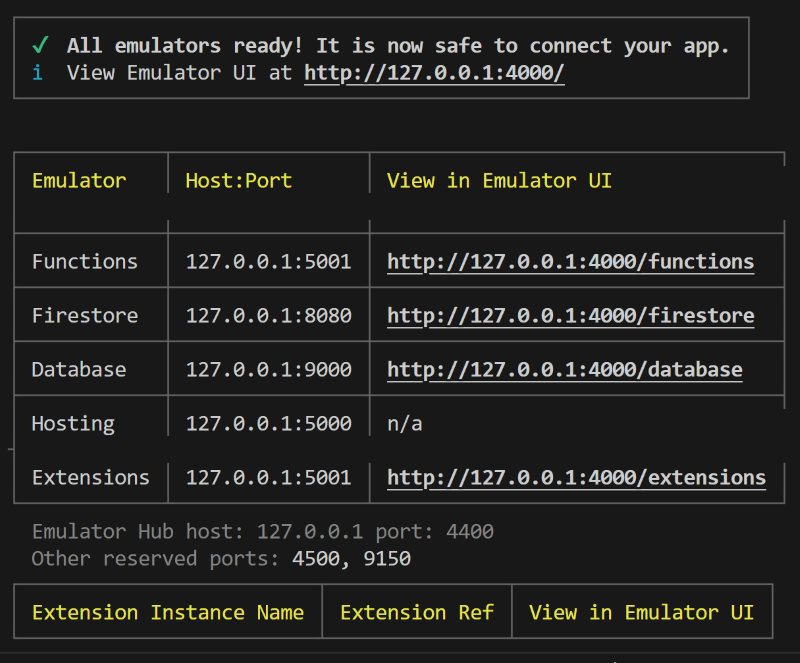 ✓ All emulators ready! It is now safe to connect your app.
i View Emulator UI at http://127.0.0.1:4000/
Emulator Host:Port View in Emulator UI
Functions 127.0.0.1:5001 http://127.0.0.1:4000/functions
Firestore 127.0.0.1:8080 http://127.0.0.1:4000/firestore
Database 127.0.0.1:9000 http://127.0.0.1:4000/database
Hosting 127.0.0.1:5000 n/a
Extensions 127.0.0.1:5001 http://127.0.0.1:4000/extensions
Emulator Hub host: 127.0.0.1 port: 4400
Other reserved ports: 4500, 9150
Extension Instance Name Extension Ref View in Emulator UI